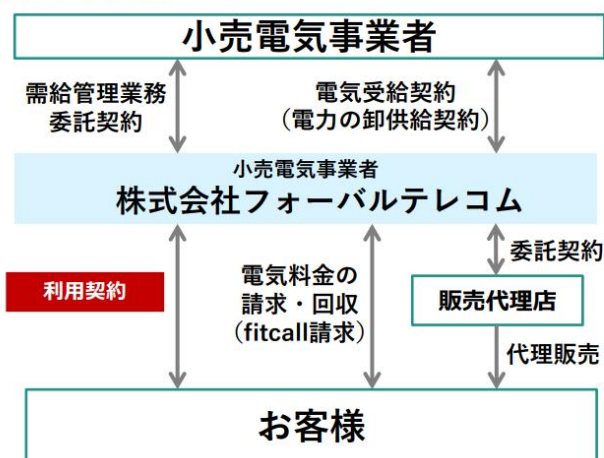 小売電気事業者
需給管理業務
委託契約
電気受給契約
（電力の卸供給契約）
小売電気事業者
株式会社フォーバルテレコム
利用契約
電気料金の
請求・回収
（fitcall請求）
委託契約
販売代理店
代理販売
お客様